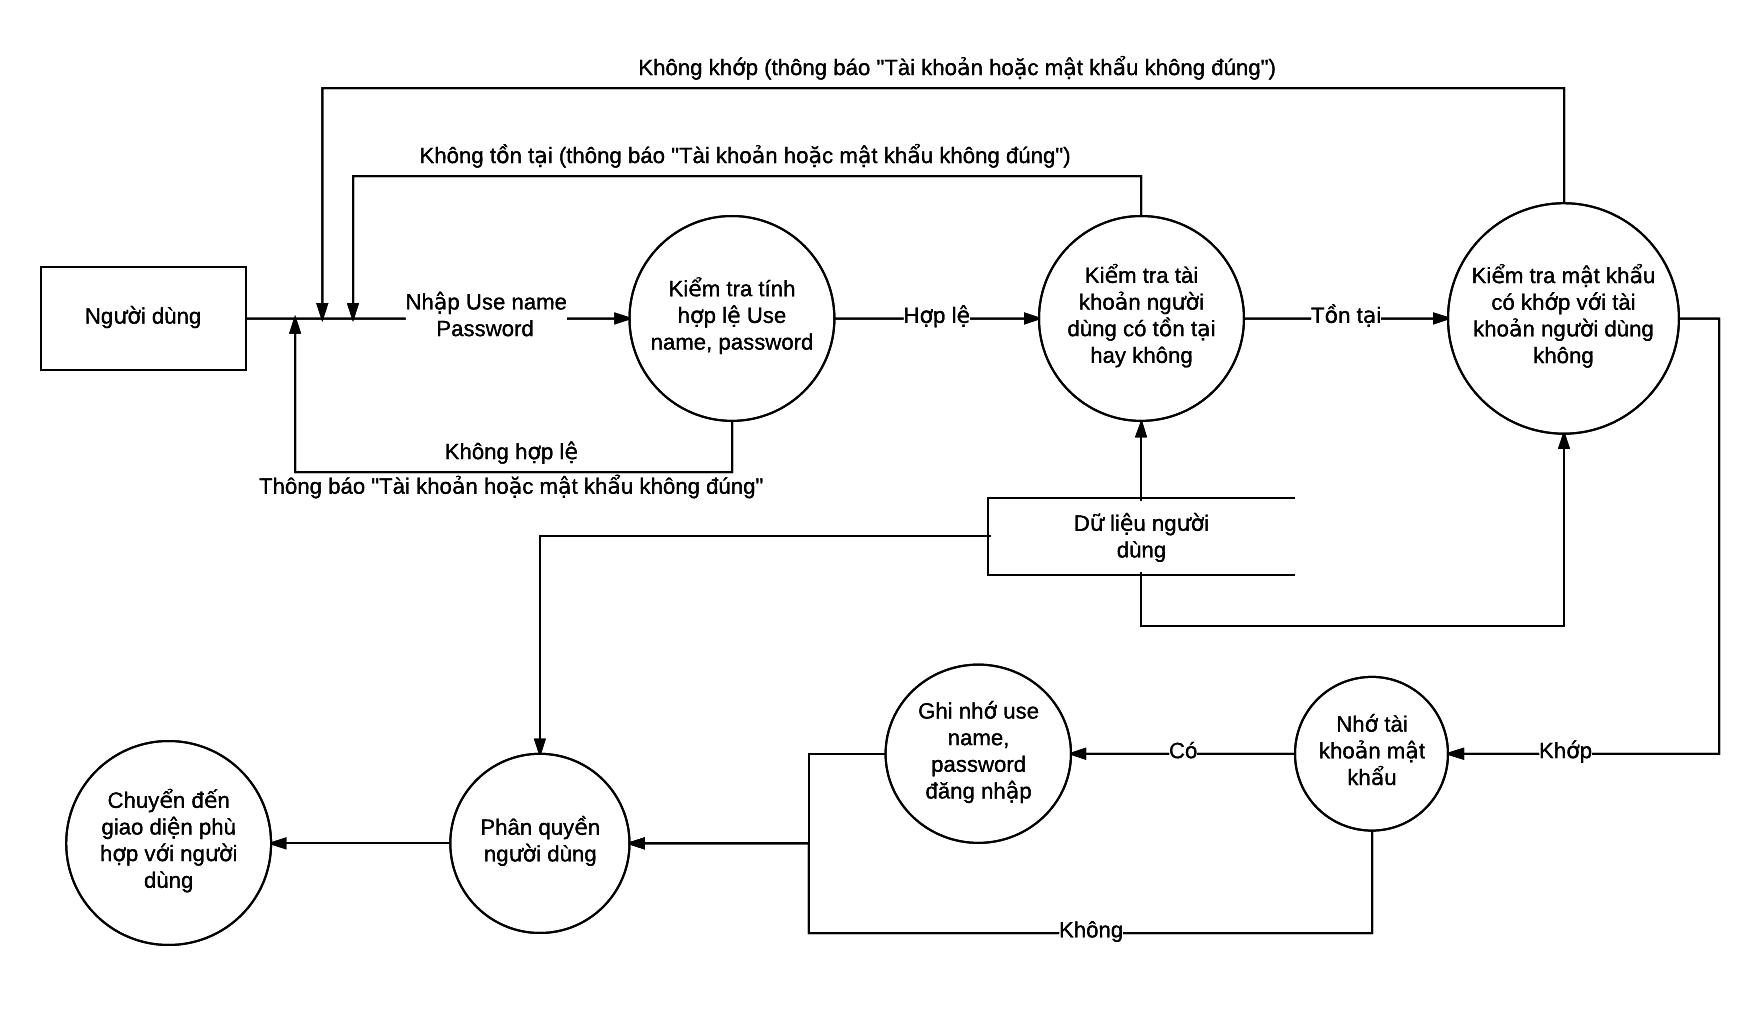 Không khớp (thông báo "Tài khoản hoặc mật khẩu không đúng")
Không tồn tại (thông báo "Tài khoản hoặc mật khẩu không đúng")
Người dùng
Nhập Use name
Password
Kiểm tra tính
hợp lệ Use
name, password
Hợp lệ
Kiểm tra tài
khoản người
dùng có tồn tại
hay không
Tồn tại
Kiểm tra mật khẩu
có khớp với tài
khoản người dùng
không
Không hợp lệ
Thông báo "Tài khoản hoặc mật khẩu không đúng"
Dữ liệu người
dùng
Ghi nhớ use
name,
password
đăng nhập
Có
Nhớ tài
khoản mật
khẩu
Khớp
Chuyển đến
giao diện phù
hợp với người
dùng
Phân quyền
người dùng
Không